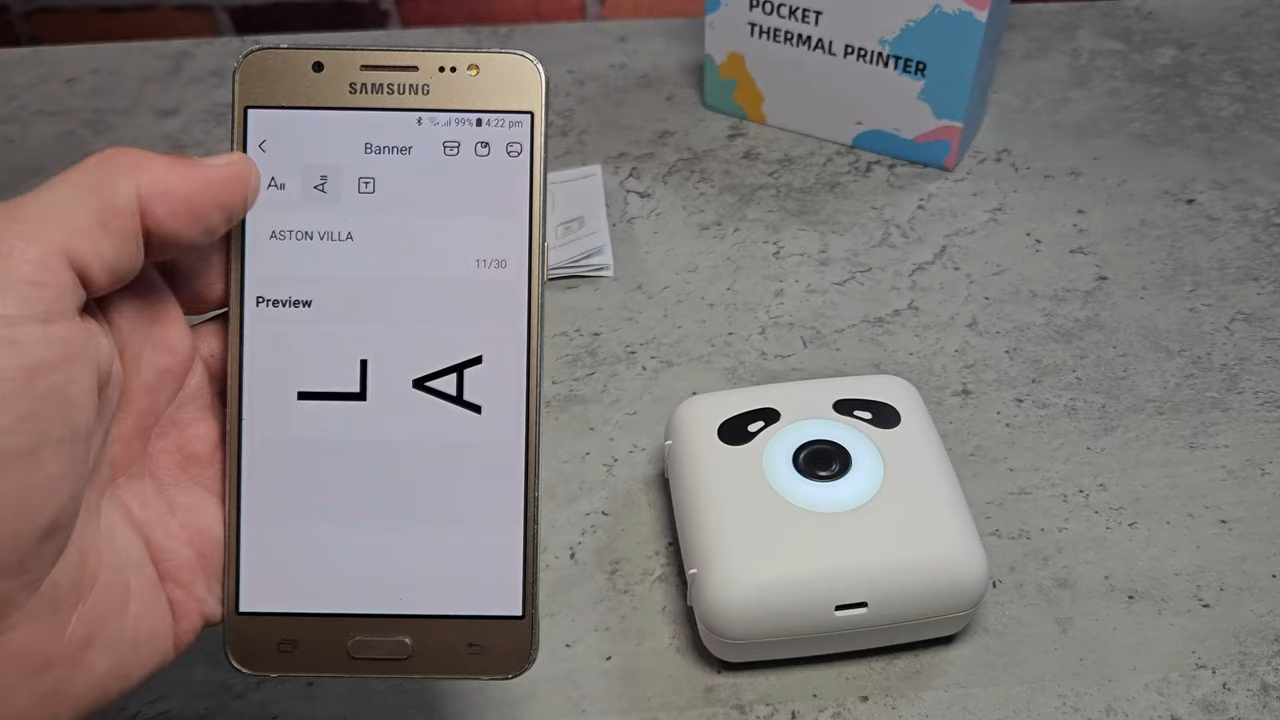 POCKET
THERMAL PRINTER
SAMSUNG
99% 4:22 pm
Banner
ASTON VILLA
11/30
Preview
L A